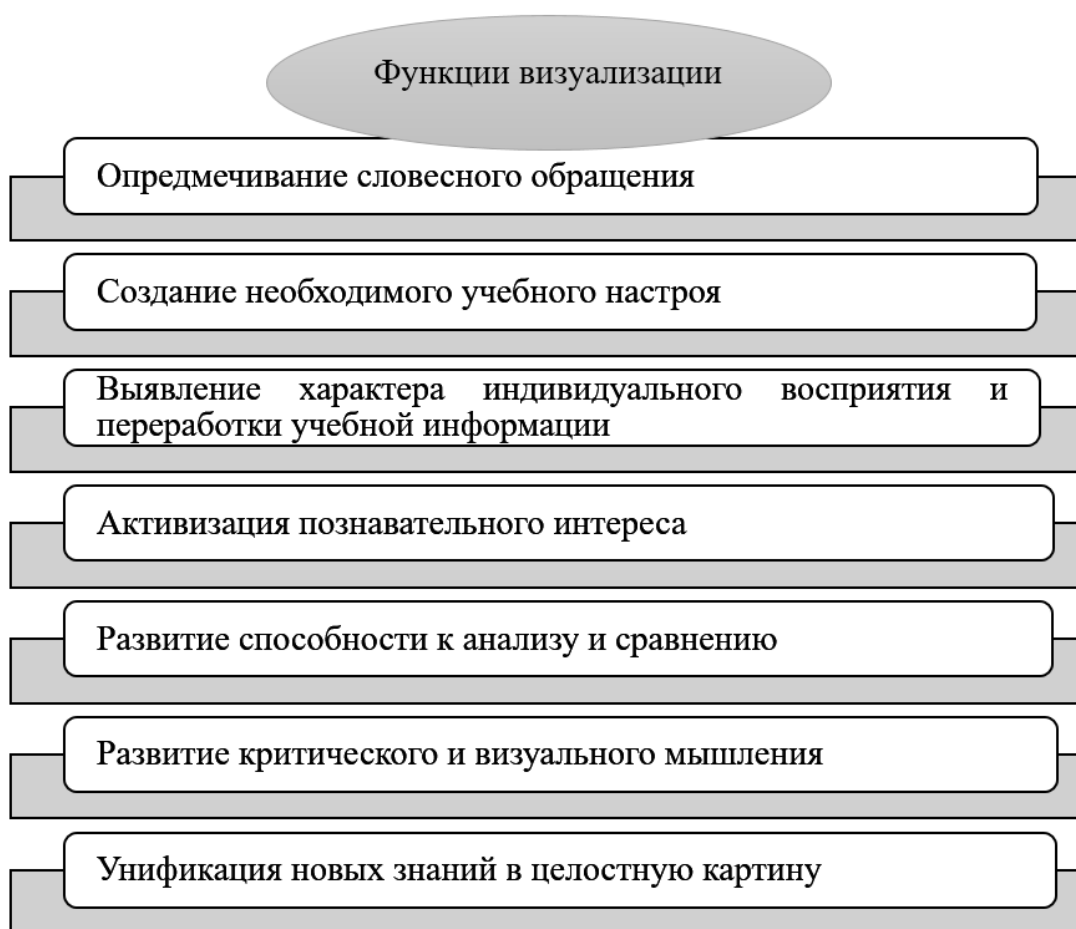 Функции визуализации
Опредмечивание словесного обращения
Создание необходимого учебного настроя
Выявление характера индивидуального восприятия и
переработки учебной информации
Активизация познавательного интереса
Развитие способности к анализу и сравнению
Развитие критического и визуального мышления
Унификация новых знаний в целостную картину